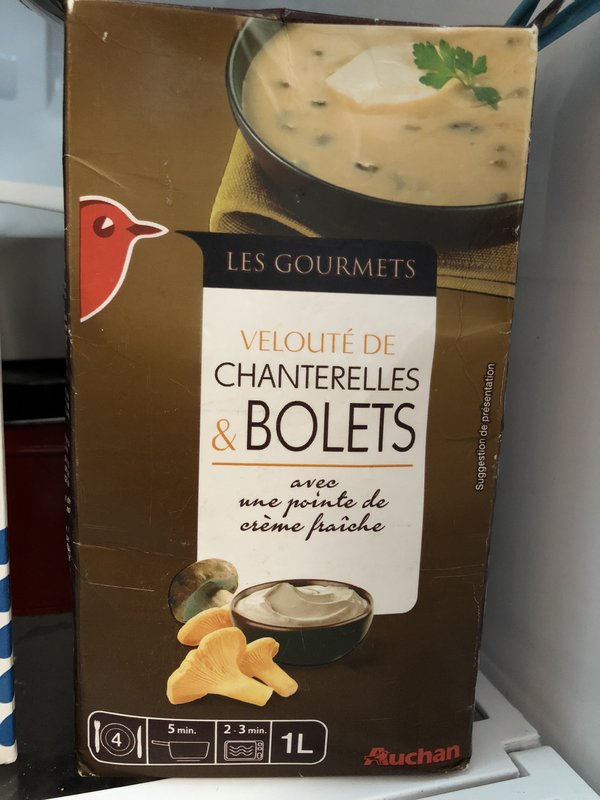 LES GOURMETS
VELOUTÉ DE
CHANTERELLES
& BOLETS
avec
une pointe de
crème fraîche
Suggestion de présentation
4
5 min.
2 - 3 min.
1L
Auchan